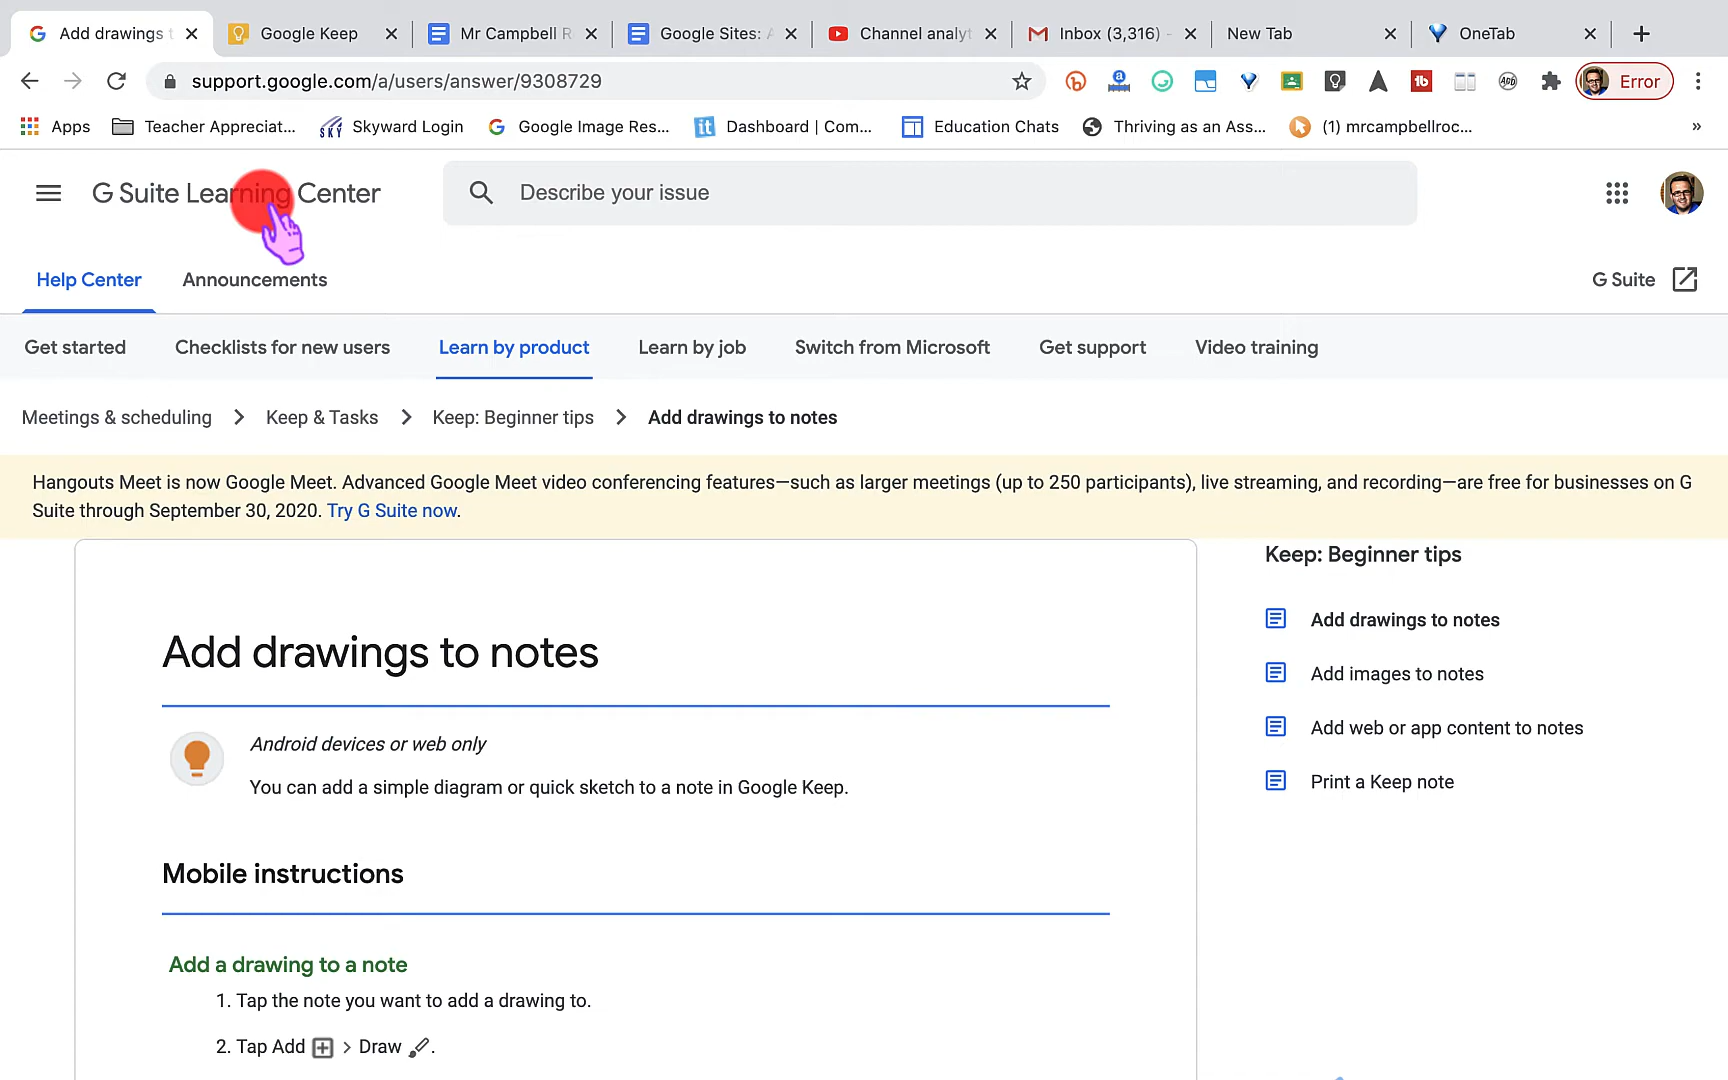 Add drawings t
Google Keep
Mr Campbell R
Google Sites: A
Channel analyt
Inbox (3,316) -
New Tab
OneTab
support.google.com/a/users/answer/9308729
Error
Apps
Teacher Appreciat...
Skyward Login
Google Image Res...
Dashboard | Com...
Education Chats
Thriving as an Ass...
(1) mrcampbellroc...
»
G Suite Learning Center
Describe your issue
Help Center
Announcements
G Suite
Get started
Checklists for new users
Learn by product
Learn by job
Switch from Microsoft
Get support
Video training
Meetings & scheduling > Keep & Tasks > Keep: Beginner tips > Add drawings to notes
Hangouts Meet is now Google Meet. Advanced Google Meet video conferencing features—such as larger meetings (up to 250 participants), live streaming, and recording—are free for businesses on G
Suite through September 30, 2020. Try G Suite now.
Add drawings to notes
Android devices or web only
You can add a simple diagram or quick sketch to a note in Google Keep.
Mobile instructions
Add a drawing to a note
1. Tap the note you want to add a drawing to.
2. Tap Add > Draw .
Keep: Beginner tips
Add drawings to notes
Add images to notes
Add web or app content to notes
Print a Keep note